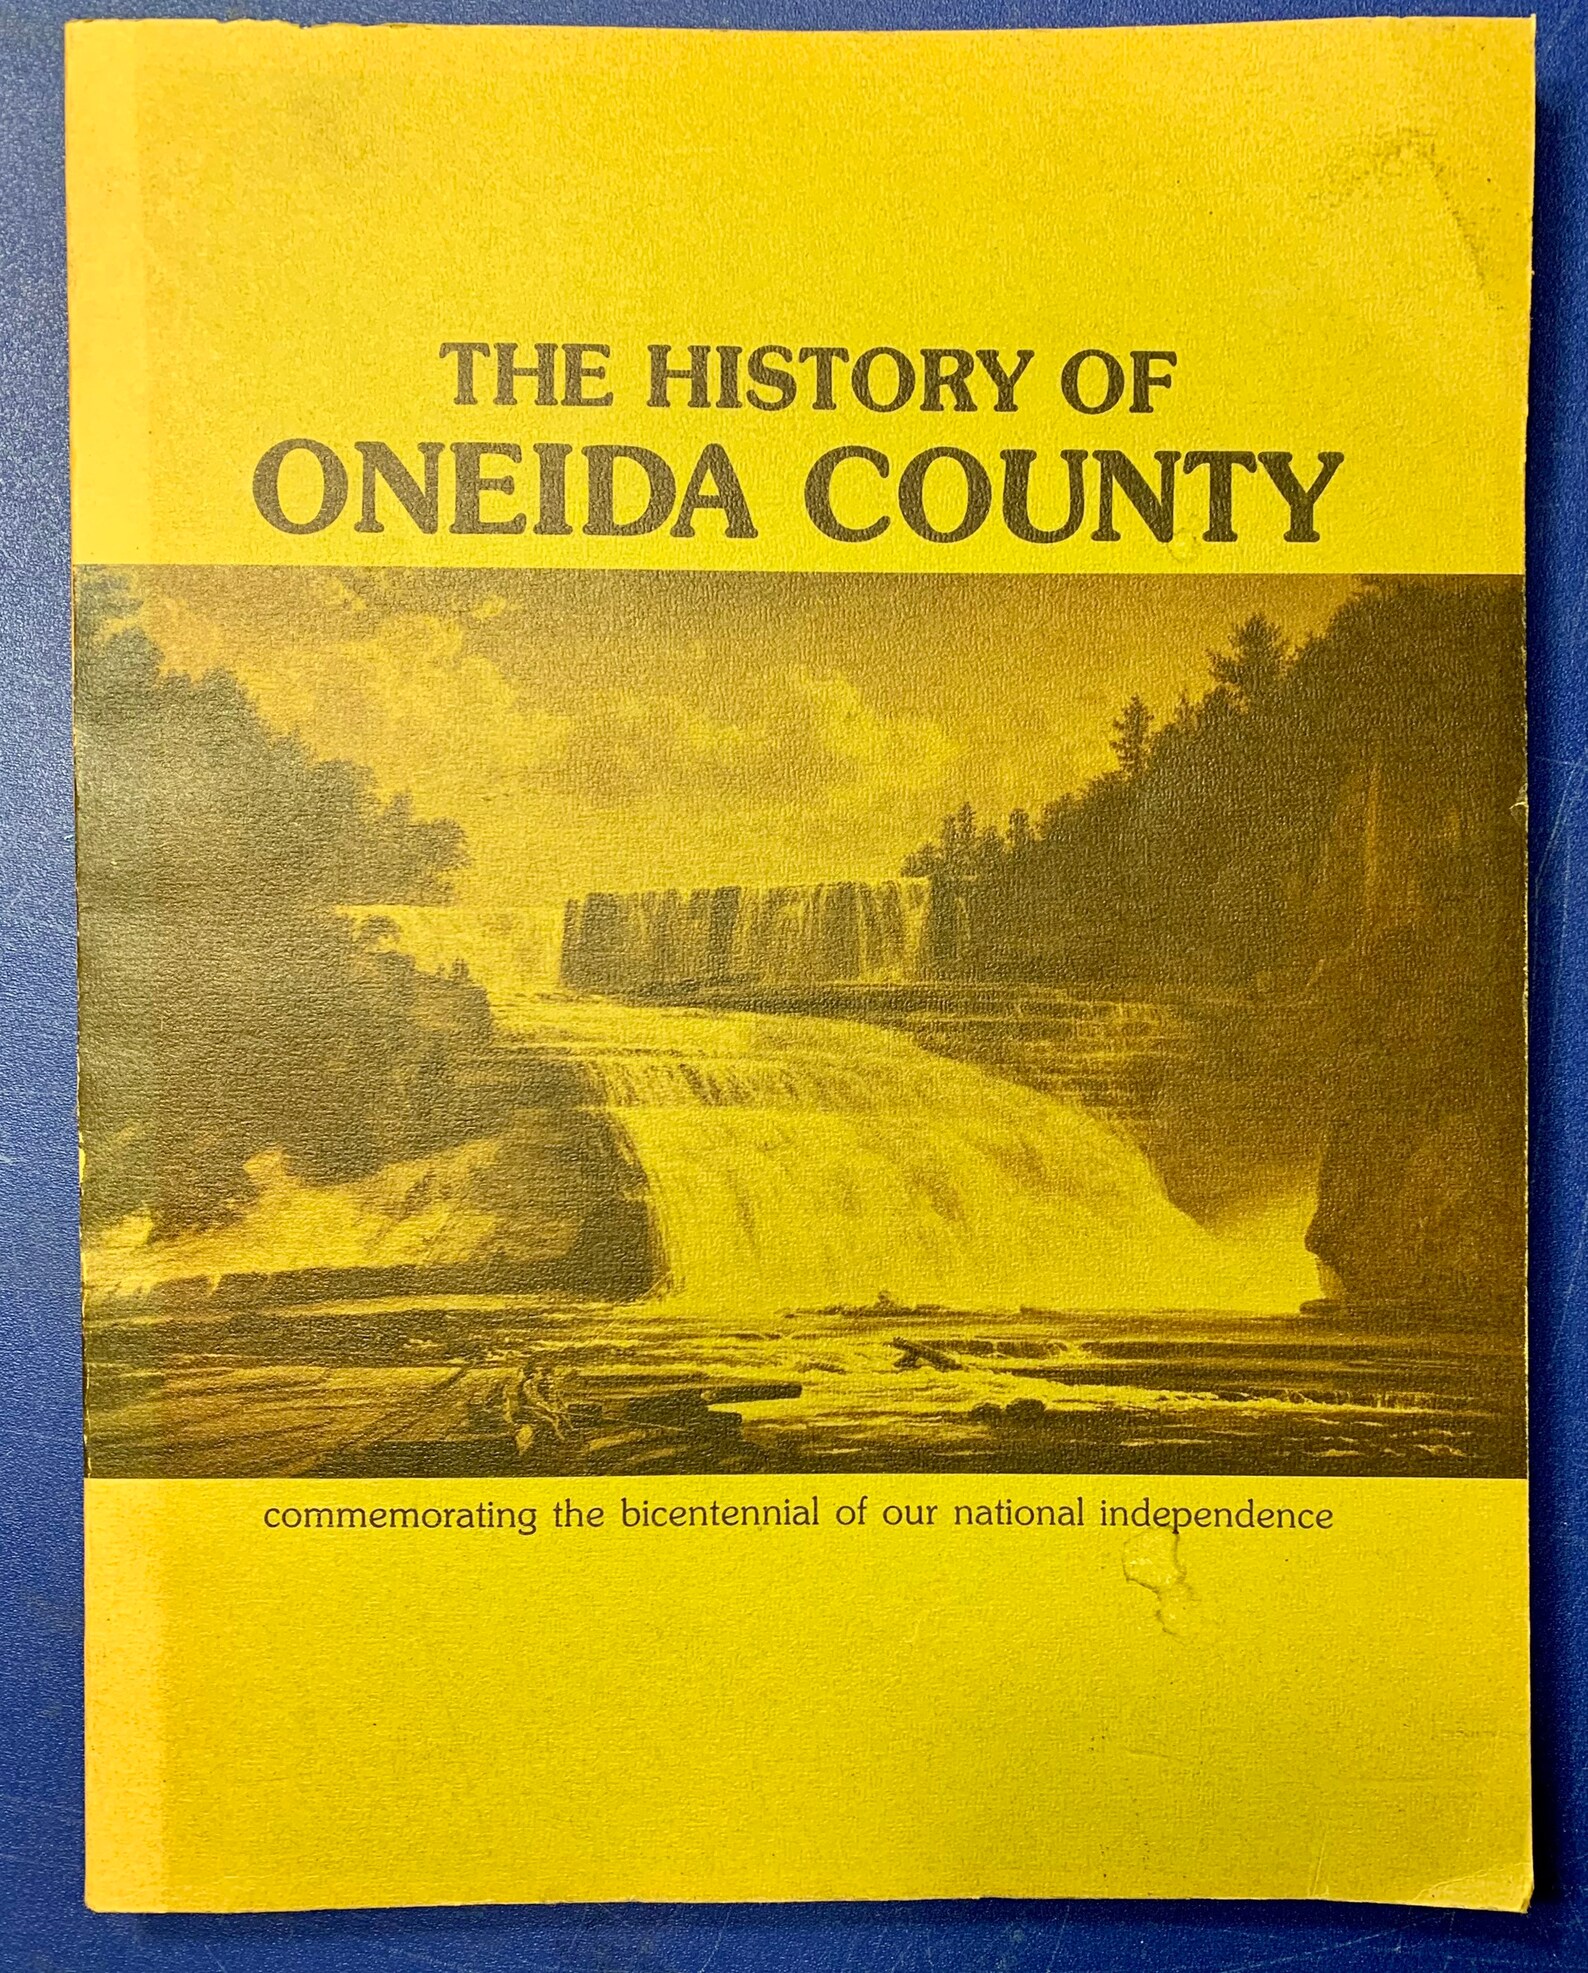 THE HISTORY OF
ONEIDA COUNTY
commemorating the bicentennial of our national independence